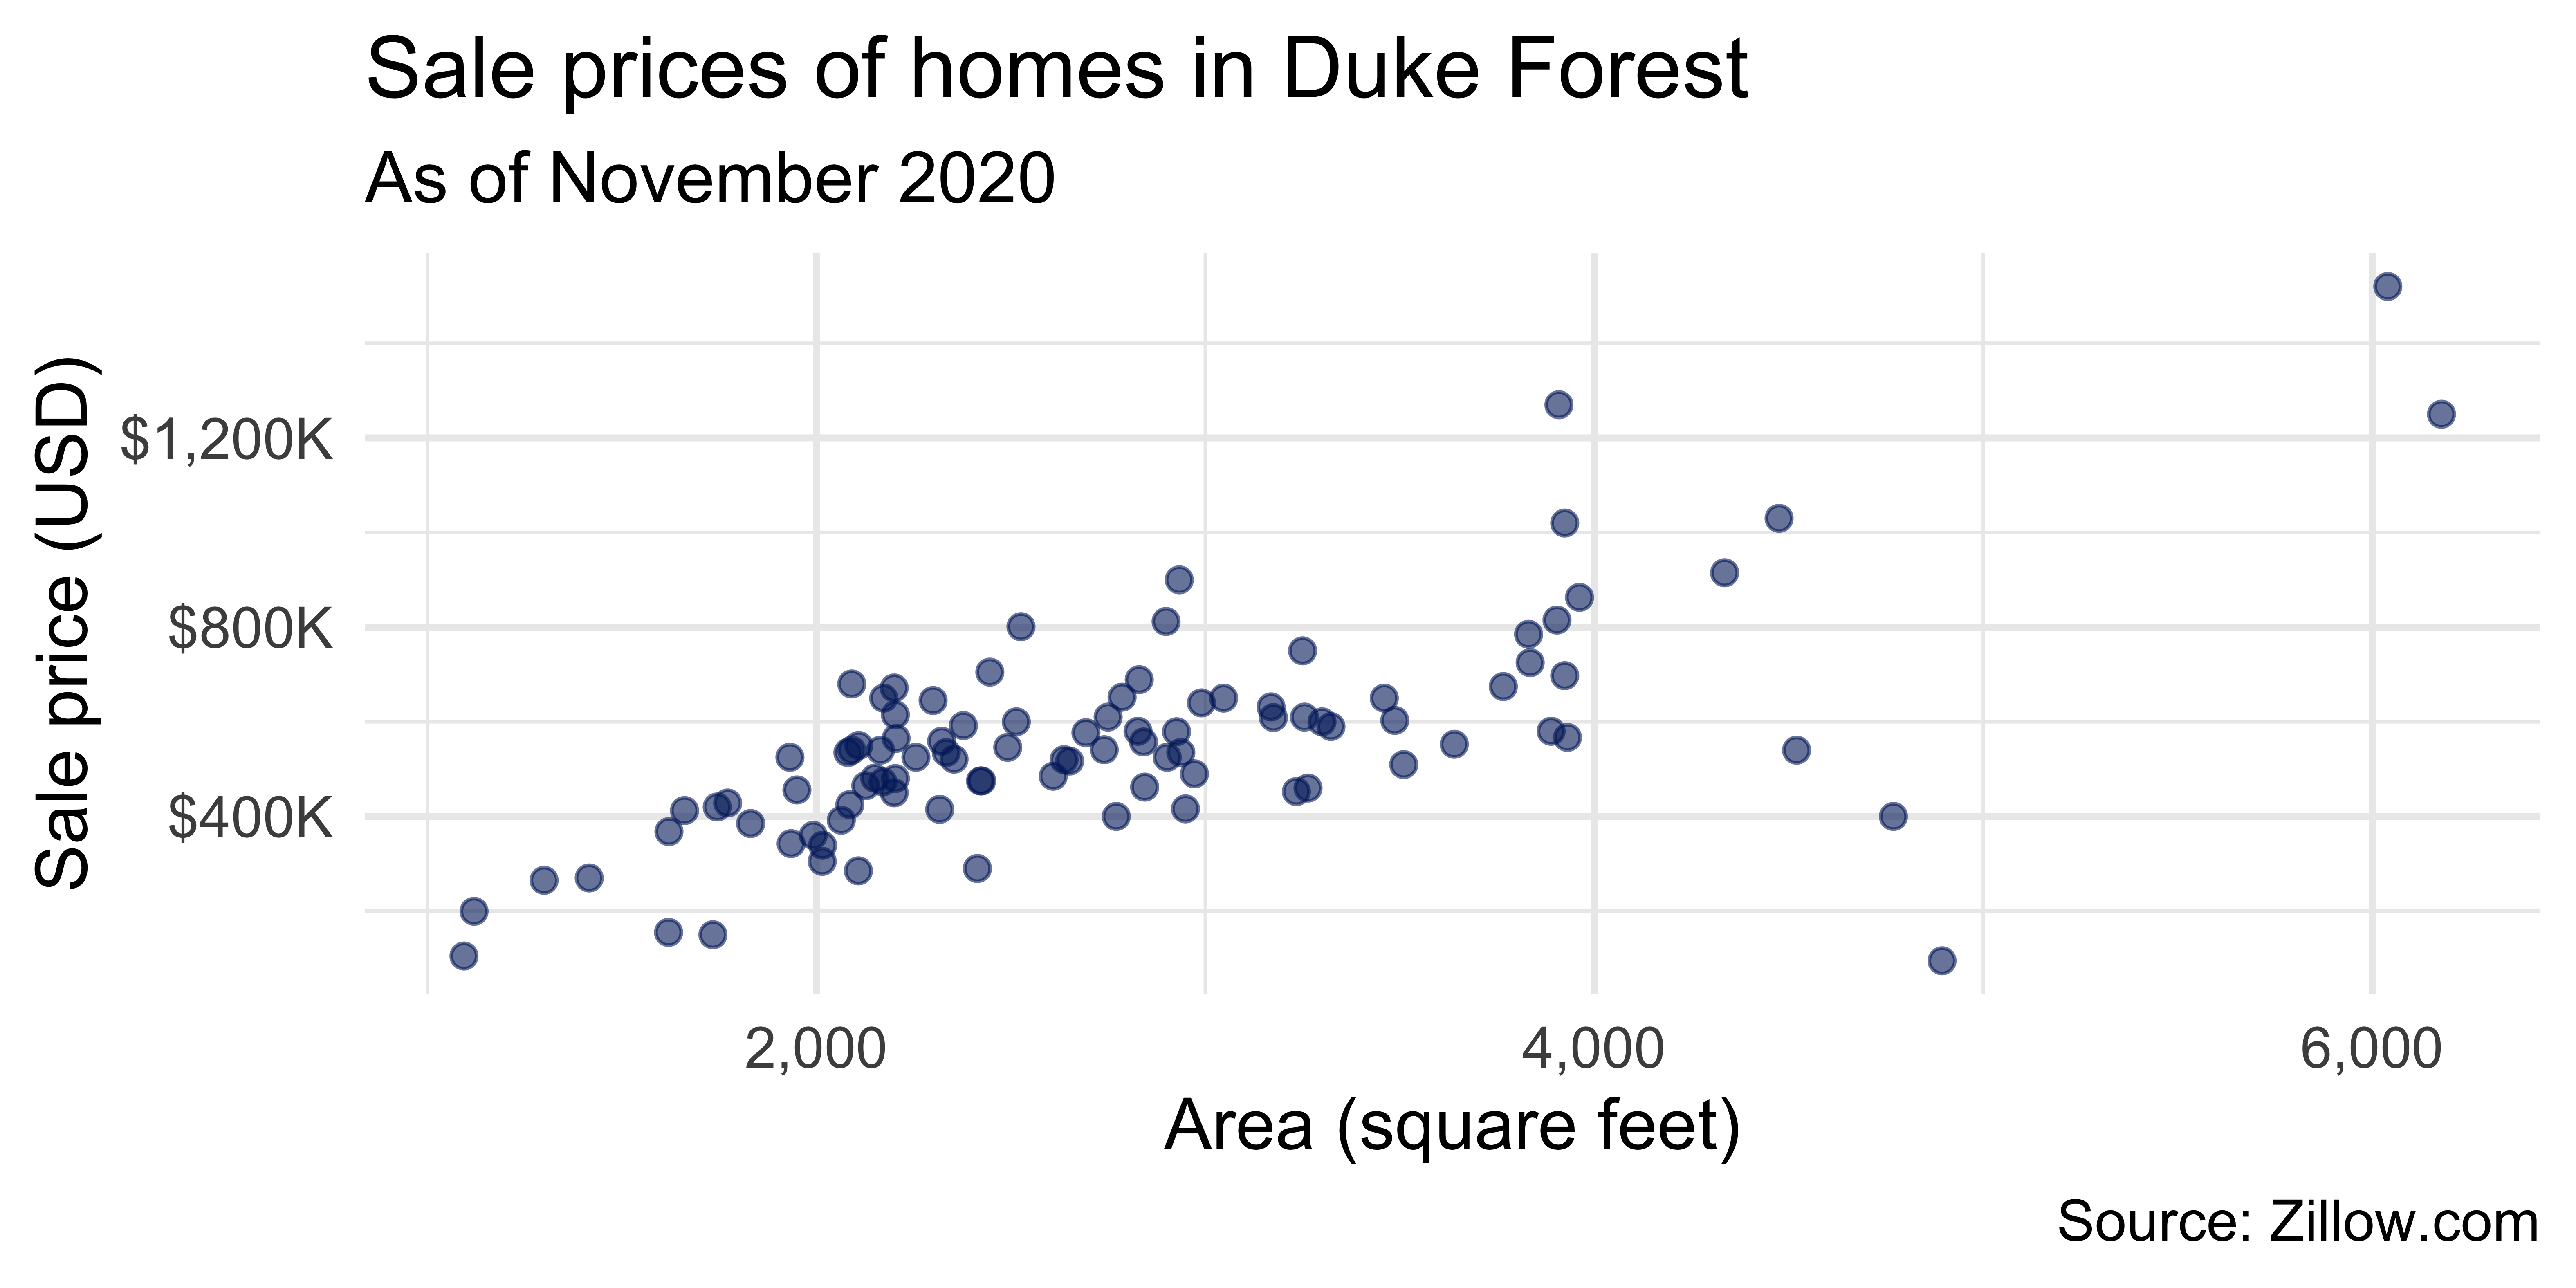 Sale prices of homes in Duke Forest
As of November 2020
Sale price (USD)
$1,200K
$800K
$400K
2,000 4,000 6,000
Area (square feet)
Source: Zillow.com